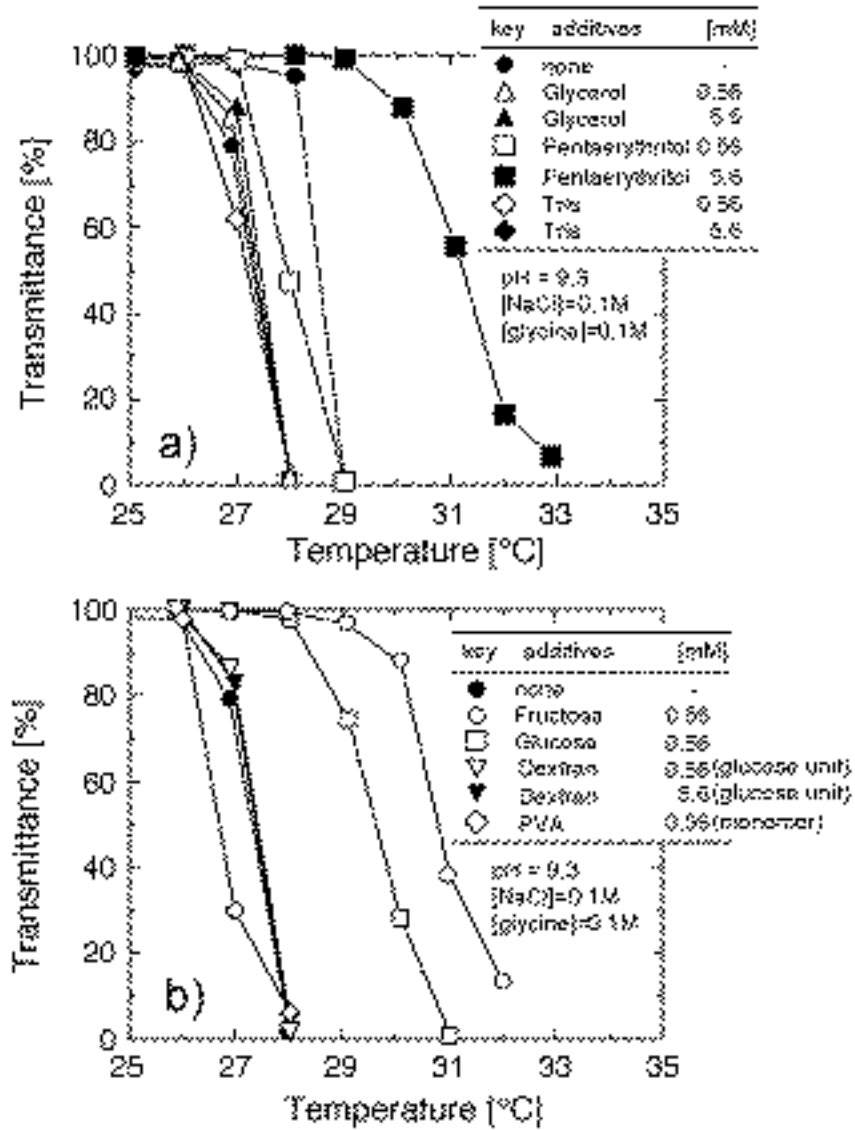 key additives [mM]
none -
Glycerol 0.56
Glycerol 5.6
Pentaerythritol 0.56
Pentaerythritol 5.6
Tris 0.56
Tris 5.6
pH = 9.3
[NaCl]=0.1M
[glycine]=0.1M
100
80
60
40
20
0
Transmittance [%]
a)
25 27 29 31 33 35
Temperature [°C]
key additives [mM]
none -
Fructose 0.56
Glucose 0.56
Dextran 0.56(glucose unit)
Dextran 5.6(glucose unit)
PVA 0.56(monomer)
pH = 9.3
[NaCl]=0.1M
[glycine]=0.1M
100
80
60
40
20
0
Transmittance [%]
b)
25 27 29 31 33 35
Temperature [°C]